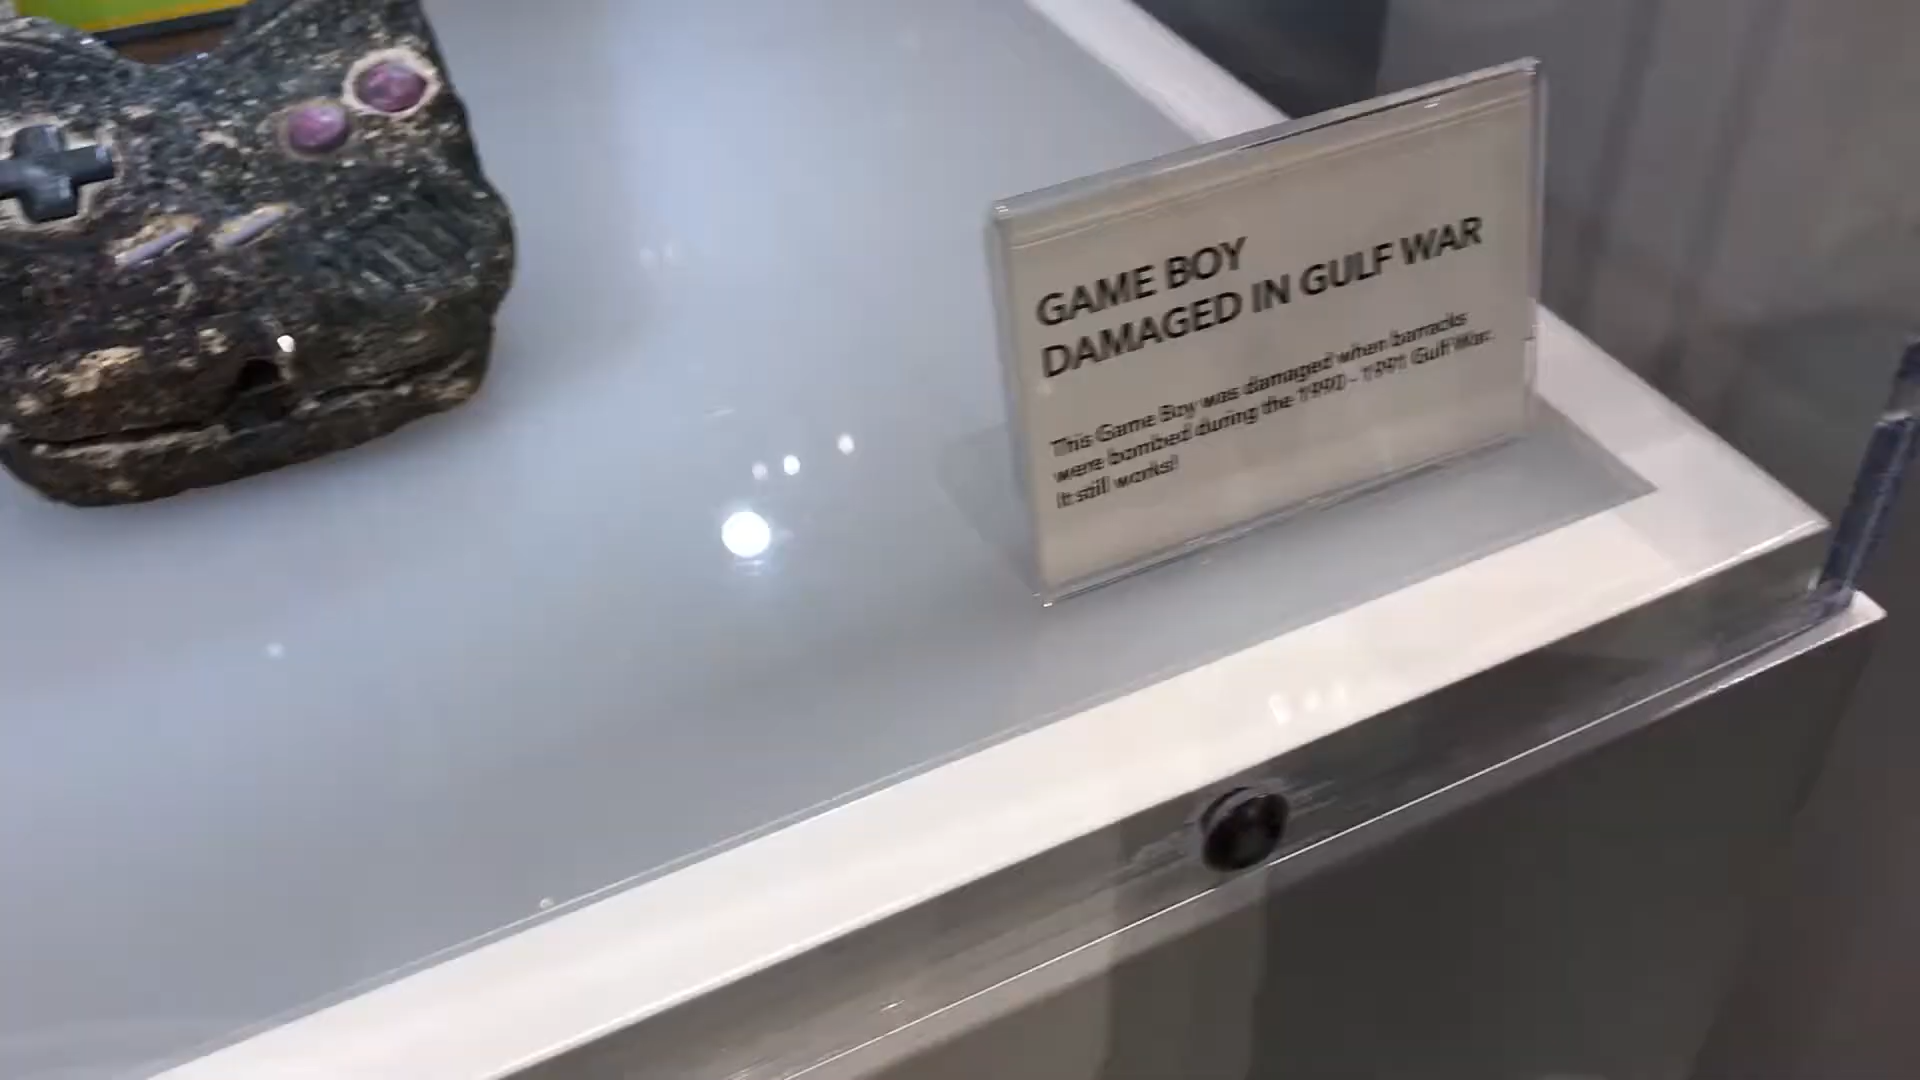 GAME BOY
DAMAGED IN GULF WAR
This Game Boy was damaged when barracks
were bombed during the 1990 - 1991 Gulf War.
It still works!